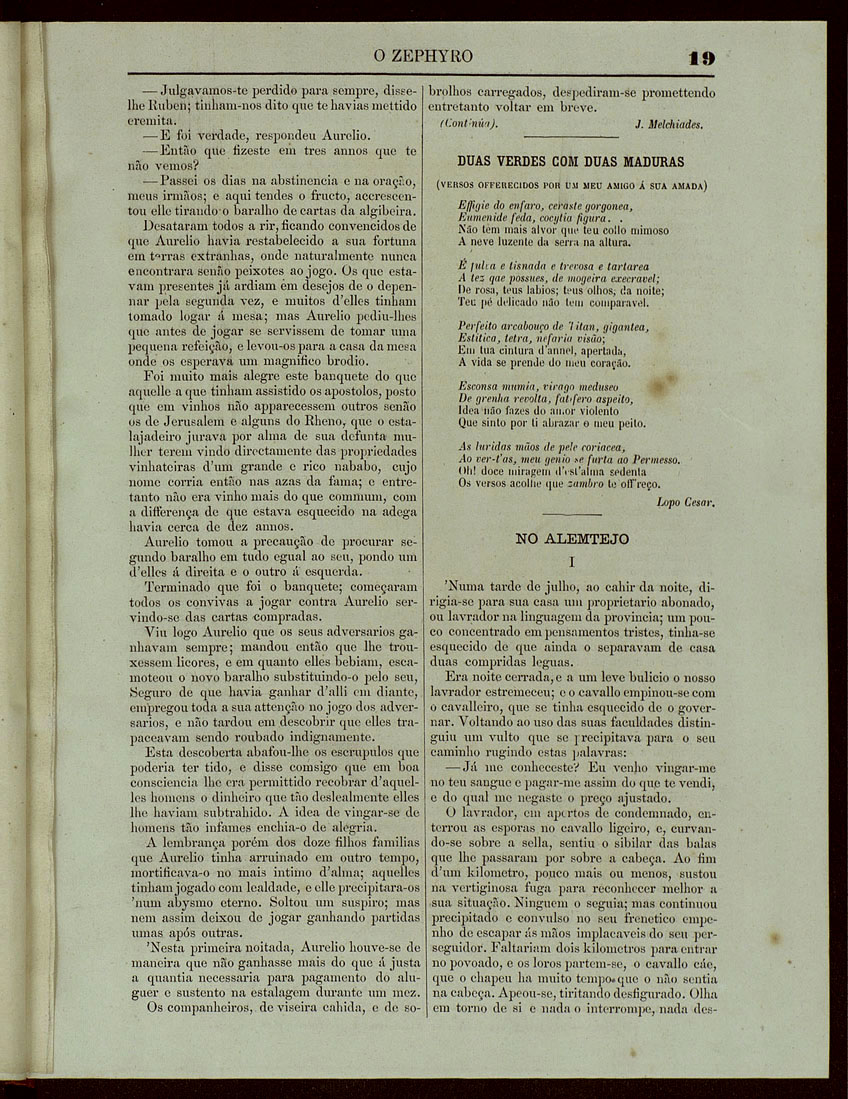 O ZEPHYRO
19
— Julgavamos-te perdido para sempre, disse-
lhe Ruben; tinham-nos dito que te havias mettido
eremita.
— E foi verdade, respondeu Aurelio.
— Então que fizeste em tres annos que te
não vemos?
— Passei os dias na abstinencia e na oração,
meus irmãos; e aqui tendes o fructo, accrescen-
tou elle tirando o baralho de cartas da algibeira.
Desataram todos a rir, ficando convencidos de
que Aurelio havia restabelecido a sua fortuna
em terras extranhas, onde naturalmente nunca
encontrara senão peixotes ao jogo. Os que esta-
vam presentes já ardiam em desejos de o depen-
nar pela segunda vez, e muitos d'elles tinham
tomado logar á mesa; mas Aurelio pediu-lhes
que antes de jogar se servissem de tomar uma
pequena refeição, e levou-os para a casa da mesa
onde os esperava um magnifico brodio.
Foi muito mais alegre este banquete do que
aquelle a que tinham assistido os apostolos, posto
que em vinhos não apparecessem outros senão
os de Jerusalem e alguns do Rheno, que o esta-
lajadeiro jurava por alma de sua defunta mu-
lher terem vindo directamente das propriedades
vinhateiras d'um grande e rico nababo, cujo
nome corria então nas azas da fama; e entre-
tanto não era vinho mais do que commum, com
a differença de que estava esquecido na adega
havia cerca de dez annos.
Aurelio tomou a precaução de procurar se-
gundo baralho em tudo egual ao seu, pondo um
d'elles á direita e o outro á esquerda.
Terminado que foi o banquete; começaram
todos os convivas a jogar contra Aurelio ser-
vindo-se das cartas compradas.
Viu logo Aurelio que os seus adversarios ga-
nhavam sempre; mandou então que lhe trou-
xessem licores, e em quanto elles bebiam, esca-
moteou o novo baralho substituindo-o pelo seu,
Seguro de que havia ganhar d'alli em diante,
empregou toda a sua attenção no jogo dos adver-
sarios, e não tardou em descobrir que elles tra-
paceavam sendo roubado indignamente.
Esta descoberta abafou-lhe os escrupulos que
poderia ter tido, e disse comsigo que em boa
consciencia lhe era permittido recobrar d'aquel-
les homens o dinheiro que tão deslealmente elles
lhe haviam subtrahido. A idea de vingar-se de
homens tão infames enchia-o de alegria.
A lembrança porém dos doze filhos familias
que Aurelio tinha arruinado em outro tempo,
mortificava-o no mais intimo d'alma; aquelles
tinham jogado com lealdade, e elle precipitara-os
'num abysmo eterno. Soltou um suspiro; mas
nem assim deixou de jogar ganhando partidas
umas após outras.
'Nesta primeira noitada, Aurelio houve-se de
maneira que não ganhasse mais do que á justa
a quantia necessaria para pagamento do alu-
guer e sustento na estalagem durante um mez.
Os companheiros, de viseira cahida, e de so-
brolhos carregados, despediram-se promettendo
entretanto voltar em breve.
(Continúa). J. Melchiades.
DUAS VERDES COM DUAS MADURAS
(VERSOS OFFERECIDOS POR UM MEU AMIGO Á SUA AMADA)
Effigie do enfaro, ceraste gorgonea,
Eumenide feda, cocytia figura. . .
Não tem mais alvor que teu collo mimoso
A neve luzente da serra na altura.
É fulta e tisnada e trevosa e tartarea
A tez que possues, de mogeira execravel;
De rosa, teus labios; teus olhos, da noite;
Teu pé delicado não tem comparavel.
Perfeito arcabouço de Titan, gigantea,
Estitica, tetra, nefaria visão;
Em tua cintura d'annel, apertada,
A vida se prende do meu coração.
Esconsa mumia, virago meduseo
De grenha revolta, fatifero aspeito,
Idea não fazes do amor violento
Que sinto por ti abrazar o meu peito.
As luridas mãos de pele coriacea,
Ao ver-t'as, meu genio se furta ao Permesso.
Oh! doce miragem d'est'alma sedenta
Os versos acolhe que zambro te off'reço.
Lopo Cesar.
NO ALEMTEJO
I
'Numa tarde de julho, ao cahir da noite, di-
rigia-se para sua casa um proprietario abonado,
ou lavrador na linguagem da provincia; um pou-
co concentrado em pensamentos tristes, tinha-se
esquecido de que ainda o separavam de casa
duas compridas leguas.
Era noite cerrada, e a um leve bulicio o nosso
lavrador estremeceu; e o cavallo empinou-se com
o cavalleiro, que se tinha esquecido de o gover-
nar. Voltando ao uso das suas faculdades distin-
guiu um vulto que se precipitava para o seu
caminho rugindo estas palavras:
— Já me conheceste? Eu venho vingar-me
no teu sangue e pagar-me assim do que te vendi,
e do qual me negaste o preço ajustado.
O lavrador, em apertos de condemnado, en-
terrou as esporas no cavallo ligeiro, e, curvan-
do-se sobre a sella, sentiu o sibilar das balas
que lhe passaram por sobre a cabeça. Ao fim
d'um kilometro, pouco mais ou menos, sustou
na vertiginosa fuga para reconhecer melhor a
sua situação. Ninguem o seguia; mas continuou
precipitado e convulso no seu frenetico empe-
nho de escapar ás mãos implacaveis do seu per-
seguidor. Faltariam dois kilometros para entrar
no povoado, e os loros partem-se, o cavallo cáe,
que o chapeu ha muito tempo que o não sentia
na cabeça. Apeou-se, tiritando desfigurado. Olha
em torno de si e nada o interrompe, nada des-